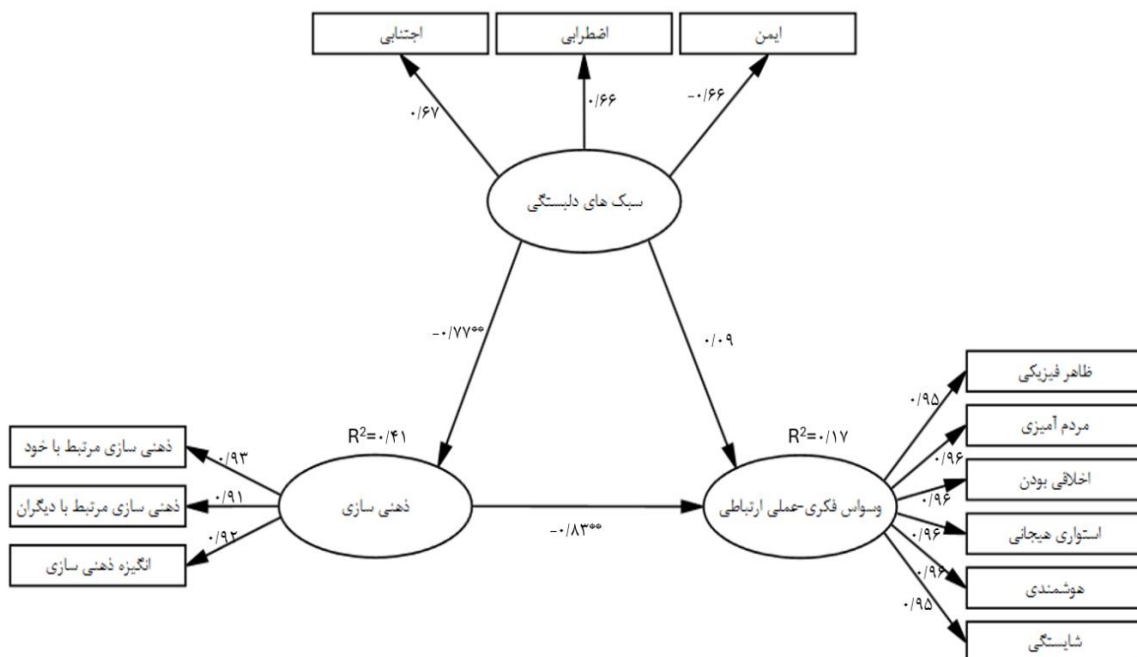 ایمن
اضطرابی
اجتنابی
-۰/۶۶
۰/۶۶
۰/۶۷
سبک های دلبستگی
-۰/۷۷**
۰/۰۹
R²=۰/۱۷
R²=۰/۴۱
ظاهر فیزیکی
مردم آمیزی
اخلاقی بودن
استواری هیجانی
هوشمندی
شایستگی
۰/۹۵
۰/۹۶
۰/۹۶
۰/۹۶
۰/۹۶
۰/۹۵
وسواس فکری-عملی ارتباطی
-۰/۸۳**
ذهنی سازی
۰/۹۳
۰/۹۱
۰/۹۲
ذهنی سازی مرتبط با خود
ذهنی سازی مرتبط با دیگران
انگیزه ذهنی سازی